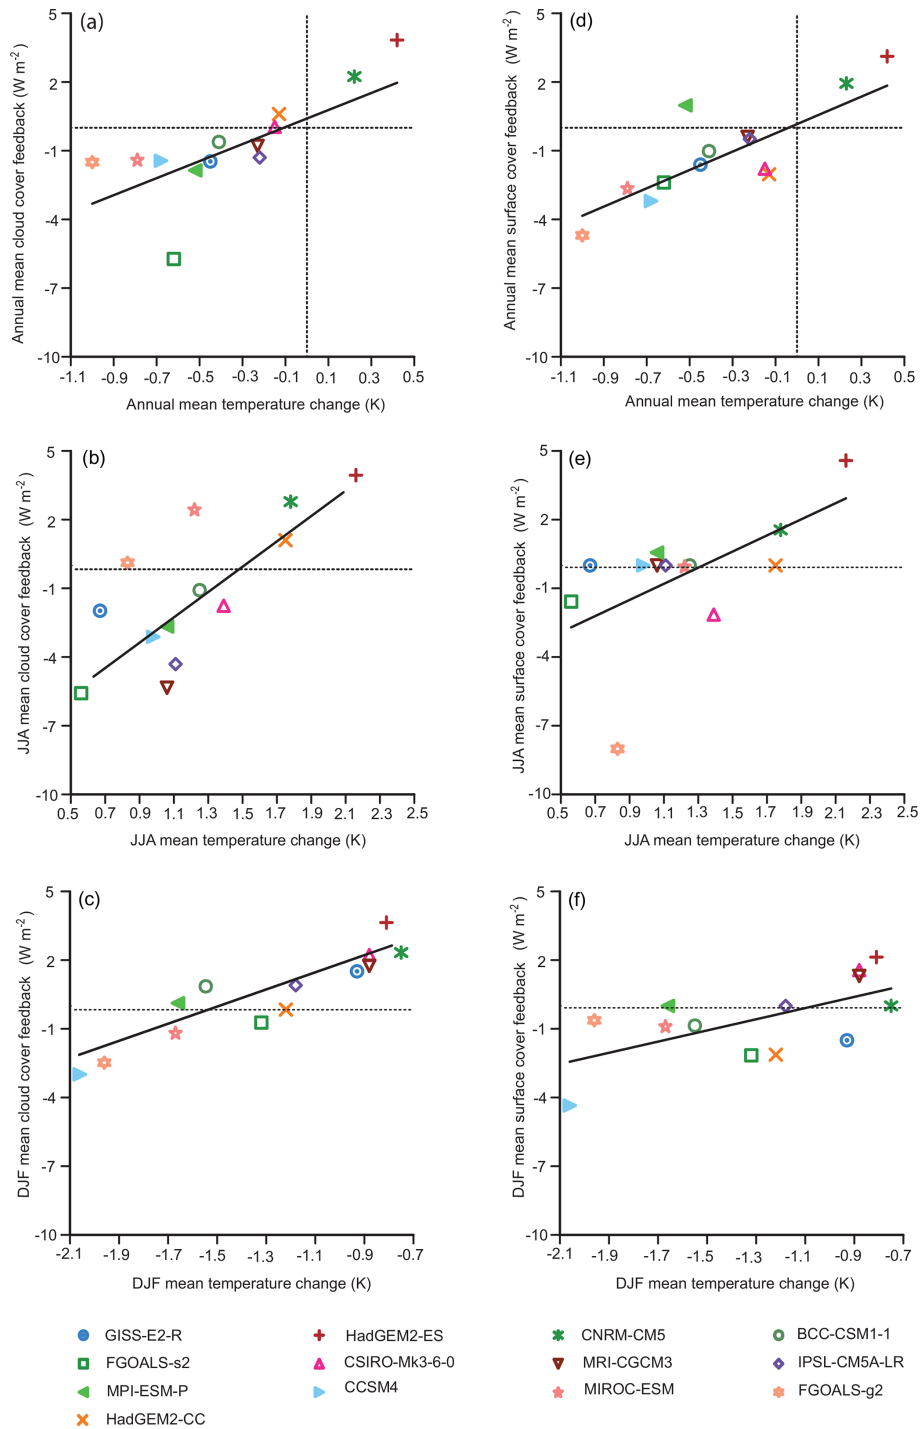 (a)
5
2
-1
-4
-7
-10
Annual mean cloud cover feedback (W m-2)
-1.1 -0.9 -0.7 -0.5 -0.3 -0.1 0.1 0.3 0.5
Annual mean temperature change (K)
(d)
5
2
-1
-4
-7
-10
Annual mean surface cover feedback (W m-2)
-1.1 -0.9 -0.7 -0.5 -0.3 -0.1 0.1 0.3 0.5
Annual mean temperature change (K)
(b)
5
2
-1
-4
-7
-10
JJA mean cloud cover feedback (W m-2)
0.5 0.7 0.9 1.1 1.3 1.5 1.7 1.9 2.1 2.3 2.5
JJA mean temperature change (K)
(e)
5
2
-1
-4
-7
-10
JJA mean surface cover feedback (W m-2)
0.5 0.7 0.9 1.1 1.3 1.5 1.7 1.9 2.1 2.3 2.5
JJA mean temperature change (K)
(c)
5
2
-1
-4
-7
-10
DJF mean cloud cover feedback (W m-2)
-2.1 -1.9 -1.7 -1.5 -1.3 -1.1 -0.9 -0.7
DJF mean temperature change (K)
(f)
5
2
-1
-4
-7
-10
DJF mean surface cover feedback (W m-2)
-2.1 -1.9 -1.7 -1.5 -1.3 -1.1 -0.9 -0.7
DJF mean temperature change (K)
GISS-E2-R
HadGEM2-ES
CNRM-CM5
BCC-CSM1-1
FGOALS-s2
CSIRO-Mk3-6-0
MRI-CGCM3
IPSL-CM5A-LR
MPI-ESM-P
CCSM4
MIROC-ESM
FGOALS-g2
HadGEM2-CC